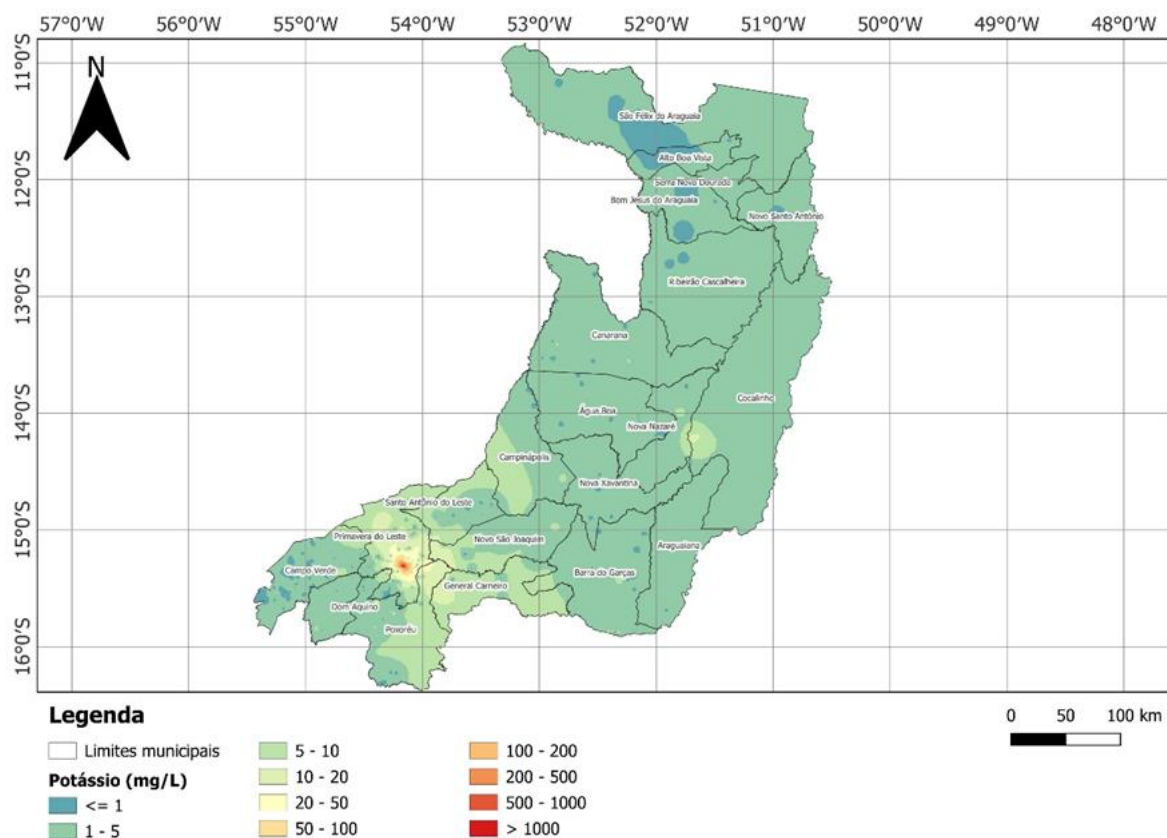 57°0'W 56°0'W 55°0'W 54°0'W 53°0'W 52°0'W 51°0'W 50°0'W 49°0'W 48°0'W
N
11°0'S
12°0'S
13°0'S
14°0'S
15°0'S
16°0'S
São Félix do Araguaia
Alto Boa Vista
Serra Nova Dourada
Bom Jesus do Araguaia
Novo Santo Antônio
Ribeirão Cascalheira
Canarana
Cocalinho
Água Boa
Nova Nazaré
Campinápolis
Nova Xavantina
Santo Antônio do Leste
Primavera do Leste
Novo São Joaquim
Araguaiana
Campo Verde
Barra do Garças
General Carneiro
Dom Aquino
Poxoréu
Legenda
Limites municipais
Potássio (mg/L)
<= 1
1 - 5
5 - 10
10 - 20
20 - 50
50 - 100
100 - 200
200 - 500
500 - 1000
> 1000
0 50 100 km